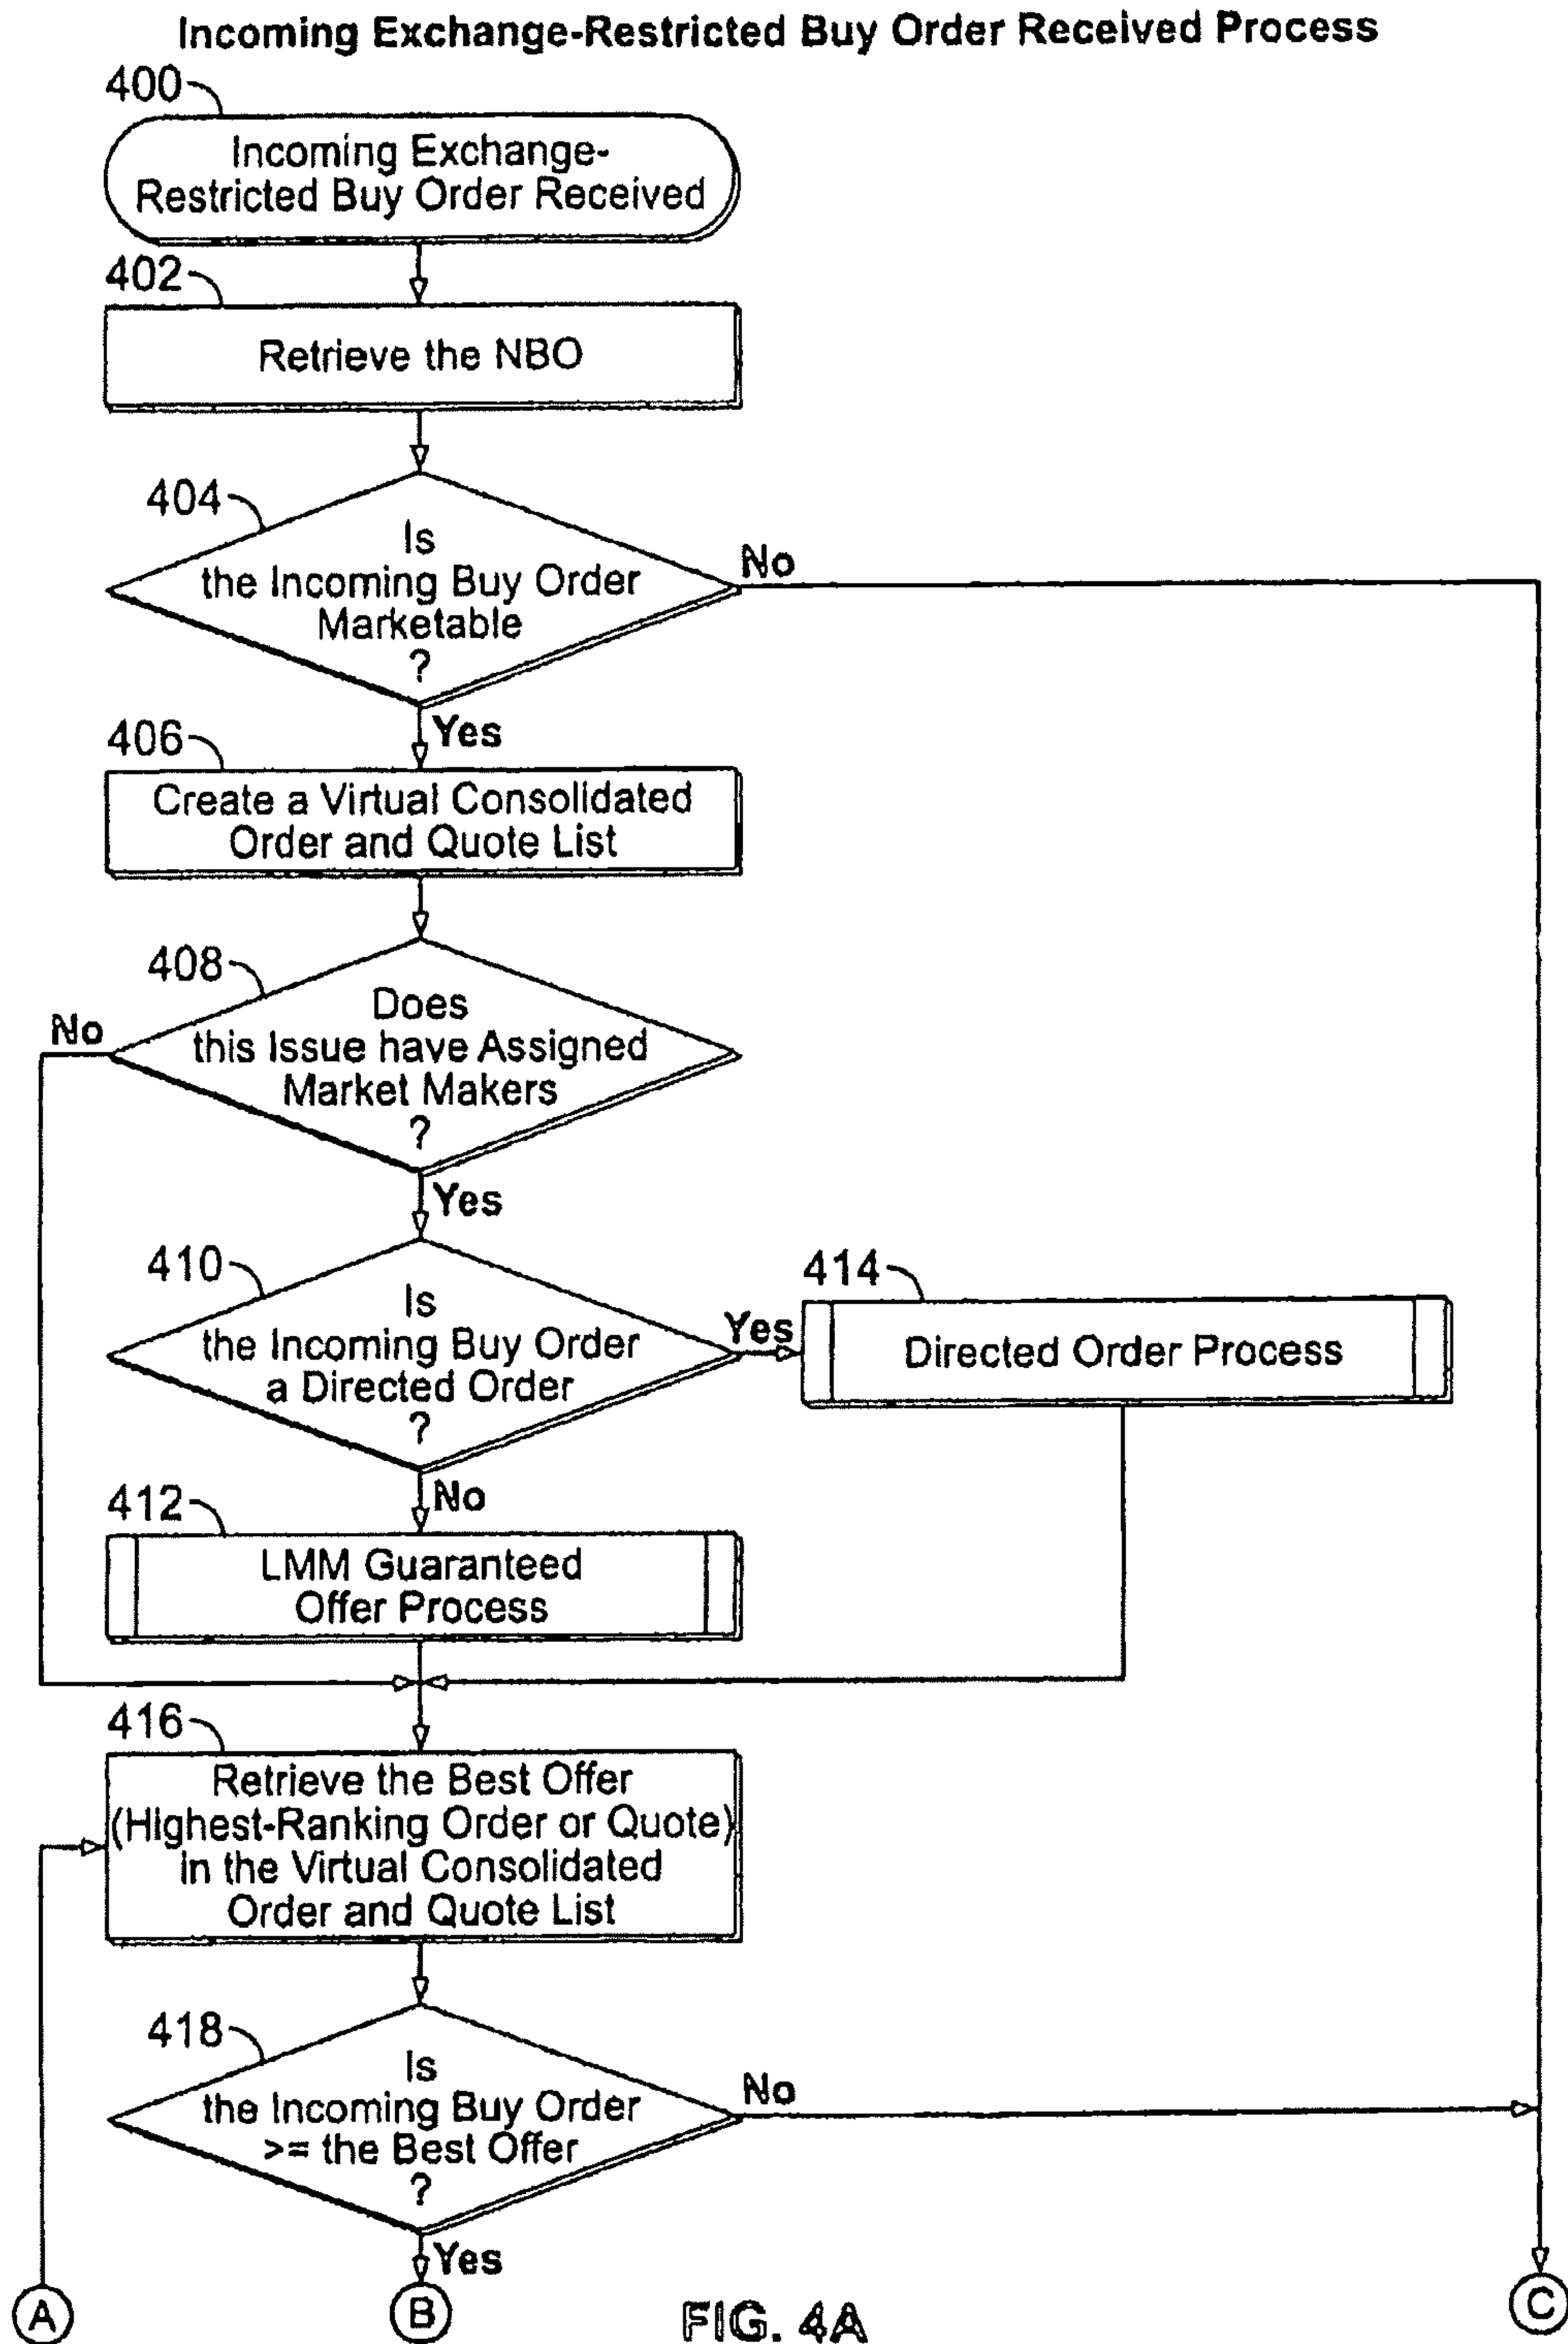 Incoming Exchange-Restricted Buy Order Received Process
400
Incoming Exchange-
Restricted Buy Order Received
402
Retrieve the NBO
404
Is
the Incoming Buy Order
Marketable
?
No
Yes
406
Create a Virtual Consolidated
Order and Quote List
408
Does
this Issue have Assigned
Market Makers
?
No
Yes
410
Is
the Incoming Buy Order
a Directed Order
?
Yes
414
Directed Order Process
No
412
LMM Guaranteed
Offer Process
416
Retrieve the Best Offer
(Highest-Ranking Order or Quote)
in the Virtual Consolidated
Order and Quote List
418
Is
the Incoming Buy Order
>= the Best Offer
?
No
Yes
A
B
C
FIG. 4A